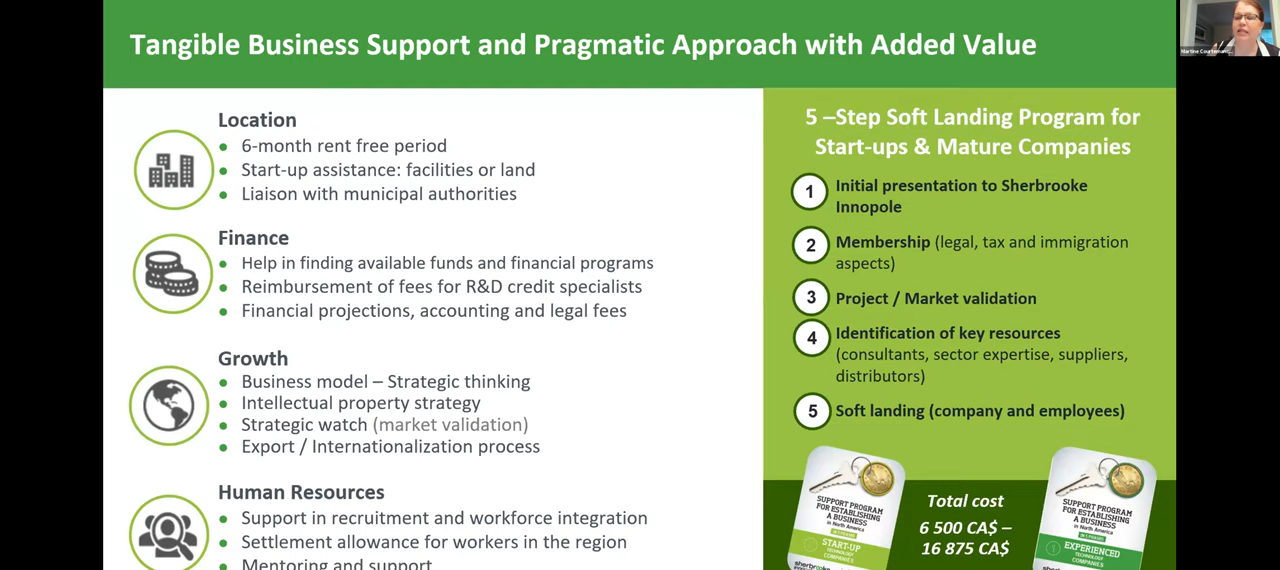 Tangible Business Support and Pragmatic Approach with Added Value
Martine Courtemanc...
Location
6-month rent free period
Start-up assistance: facilities or land
Liaison with municipal authorities
Finance
Help in finding available funds and financial programs
Reimbursement of fees for R&D credit specialists
Financial projections, accounting and legal fees
Growth
Business model – Strategic thinking
Intellectual property strategy
Strategic watch (market validation)
Export / Internationalization process
Human Resources
Support in recruitment and workforce integration
Settlement allowance for workers in the region
Mentoring and support
5 –Step Soft Landing Program for
Start-ups & Mature Companies
1 Initial presentation to Sherbrooke
Innopole
2 Membership (legal, tax and immigration
aspects)
3 Project / Market validation
4 Identification of key resources
(consultants, sector expertise, suppliers,
distributors)
5 Soft landing (company and employees)
SUPPORT PROGRAM
FOR ESTABLISHING
A BUSINESS
in North America
START-UP
TECHNOLOGY
COMPANIES
sherbrooke
Total cost
6 500 CA$ –
16 875 CA$
SUPPORT PROGRAM
FOR ESTABLISHING
A BUSINESS
in North America
EXPERIENCED
TECHNOLOGY
COMPANIES